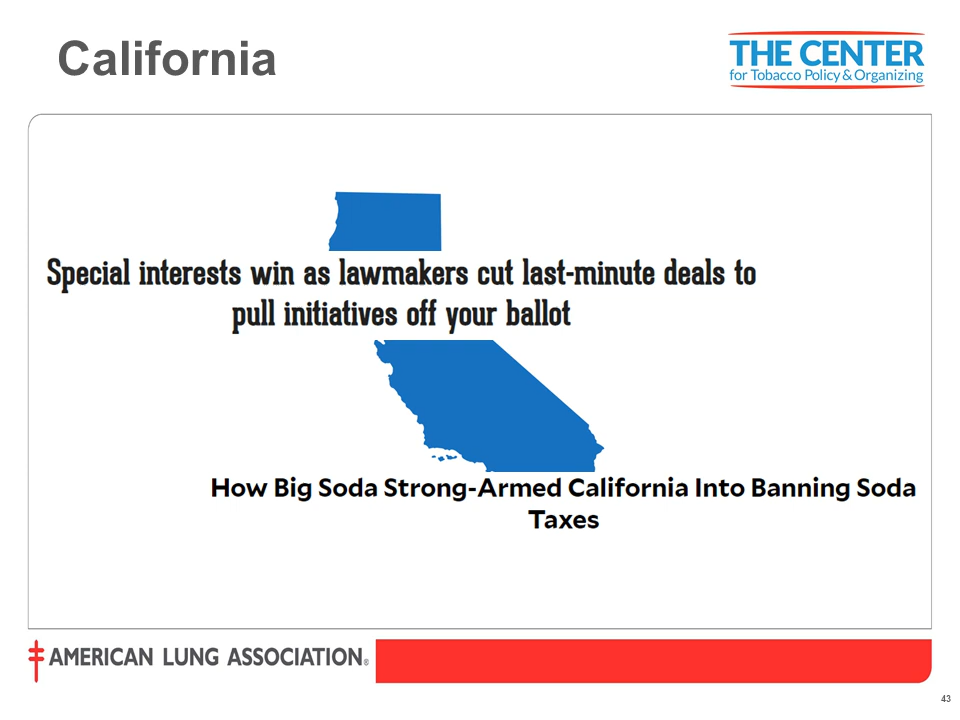 California
THE CENTER
for Tobacco Policy & Organizing
Special interests win as lawmakers cut last-minute deals to
pull initiatives off your ballot
How Big Soda Strong-Armed California Into Banning Soda
Taxes
AMERICAN LUNG ASSOCIATION®
43